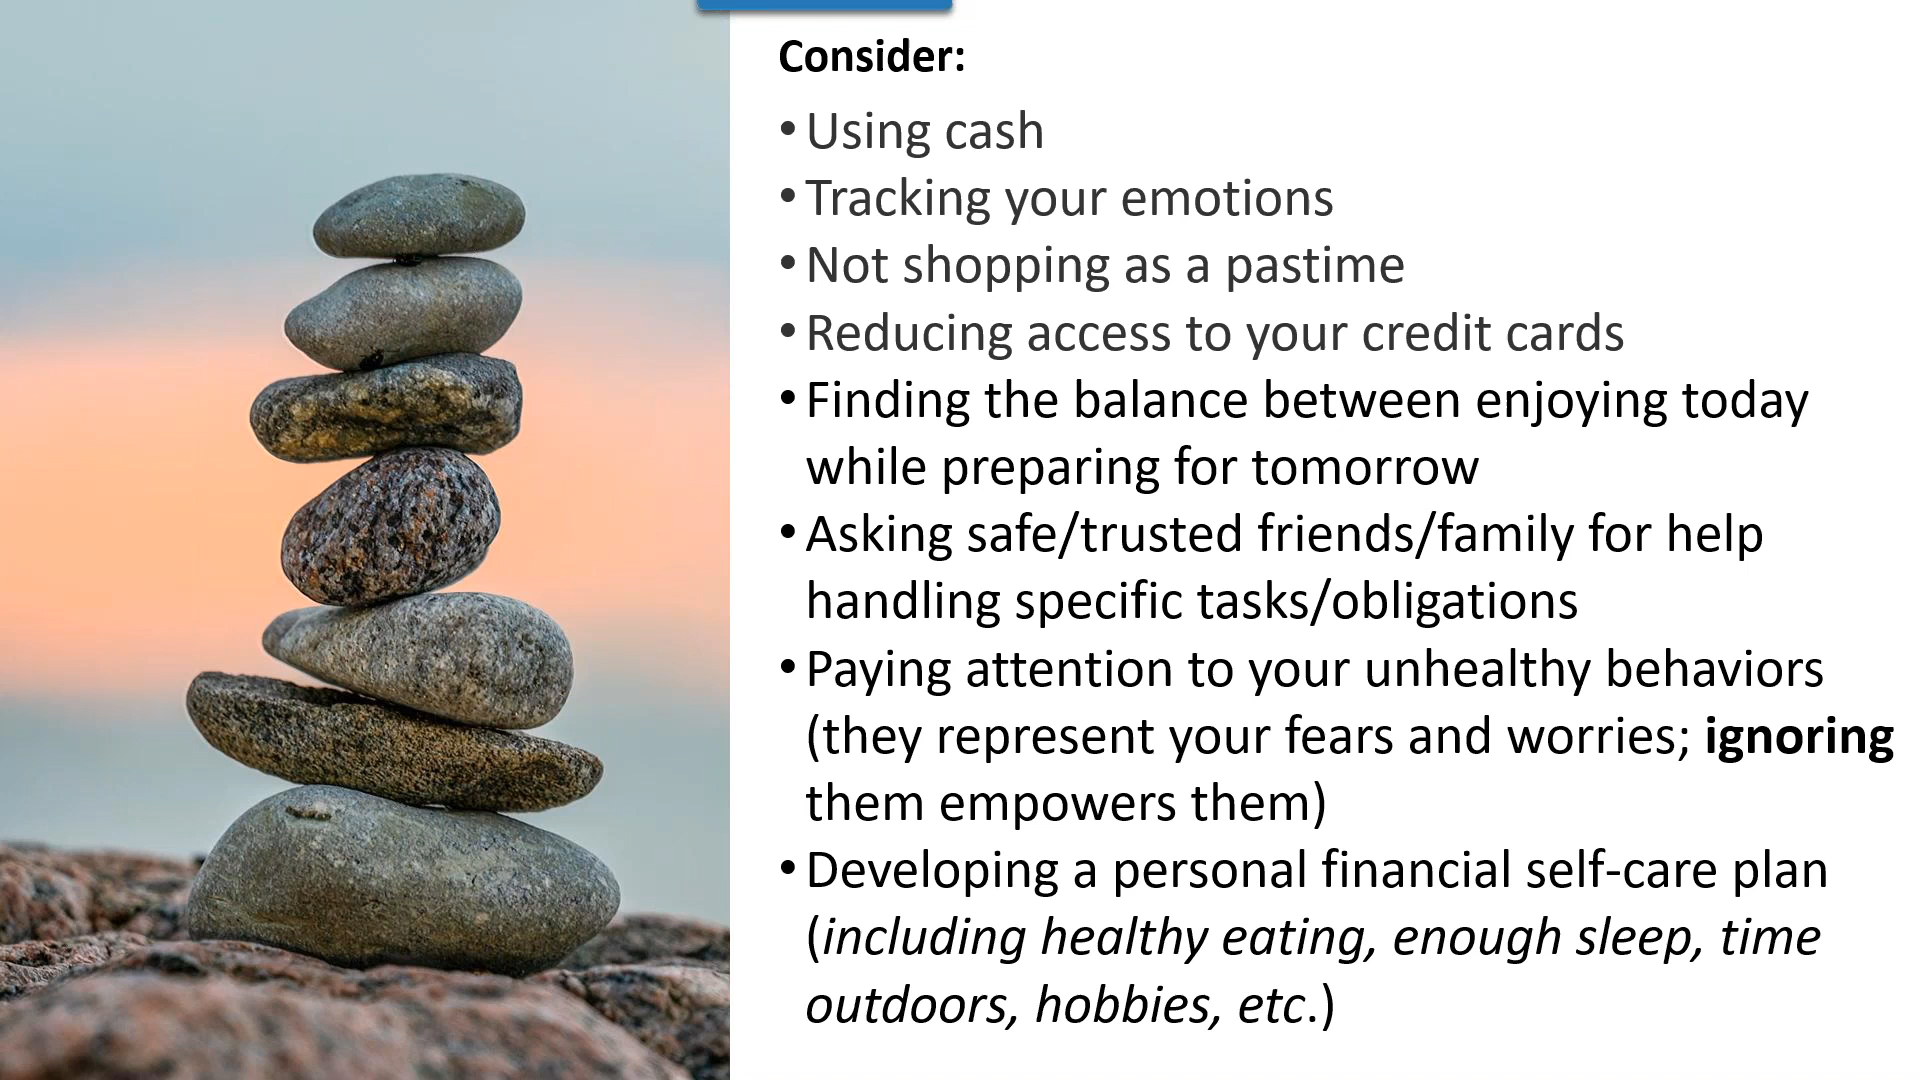 Consider:
• Using cash
• Tracking your emotions
• Not shopping as a pastime
• Reducing access to your credit cards
• Finding the balance between enjoying today
while preparing for tomorrow
• Asking safe/trusted friends/family for help
handling specific tasks/obligations
• Paying attention to your unhealthy behaviors
(they represent your fears and worries; ignoring
them empowers them)
• Developing a personal financial self-care plan
(including healthy eating, enough sleep, time
outdoors, hobbies, etc.)